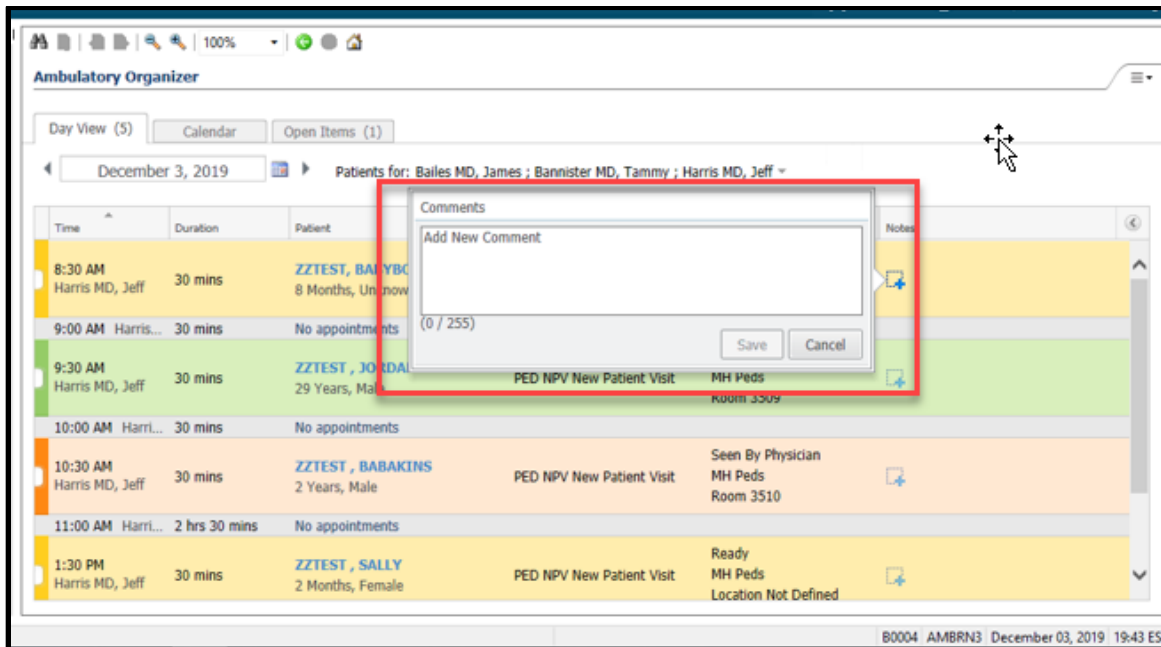 100%
Ambulatory Organizer
Day View (5) Calendar Open Items (1)
December 3, 2019 Patients for: Bailes MD, James ; Bannister MD, Tammy ; Harris MD, Jeff
Comments
Add New Comment
(0 / 255)
Save Cancel
Time Duration Patient Notes
8:30 AM
Harris MD, Jeff
30 mins
ZZTEST,
8 Months,
9:00 AM Harris... 30 mins No appointments
9:30 AM
Harris MD, Jeff
30 mins
ZZTEST ,
29 Years,
PED NPV New Patient Visit
MH Peds
Room 3509
10:00 AM Harri... 30 mins No appointments
10:30 AM
Harris MD, Jeff
30 mins
ZZTEST , BABAKINS
2 Years, Male
PED NPV New Patient Visit
Seen By Physician
MH Peds
Room 3510
11:00 AM Harri... 2 hrs 30 mins No appointments
1:30 PM
Harris MD, Jeff
30 mins
ZZTEST , SALLY
2 Months, Female
PED NPV New Patient Visit
Ready
MH Peds
Location Not Defined
B0004 AMBRN3 December 03, 2019 19:43 ES